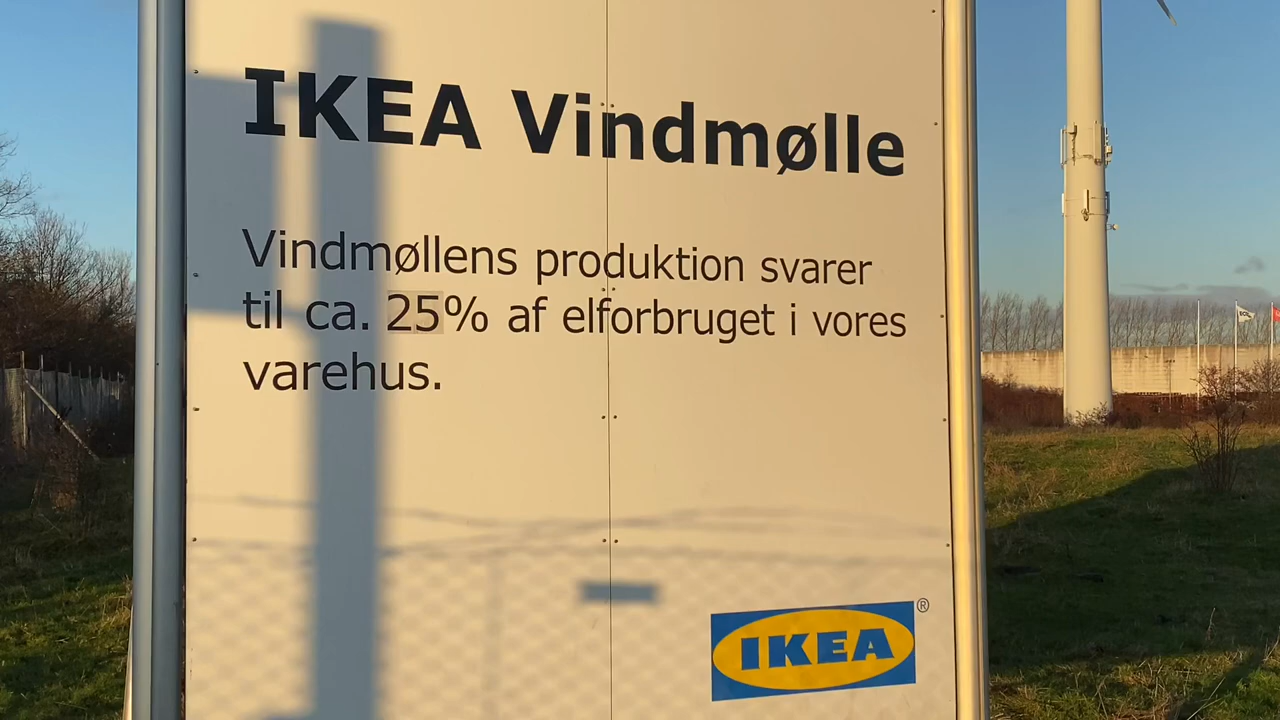 IKEA Vindmølle
Vindmøllens produktion svarer
til ca. 25% af elforbruget i vores
varehus.
IKEA
®